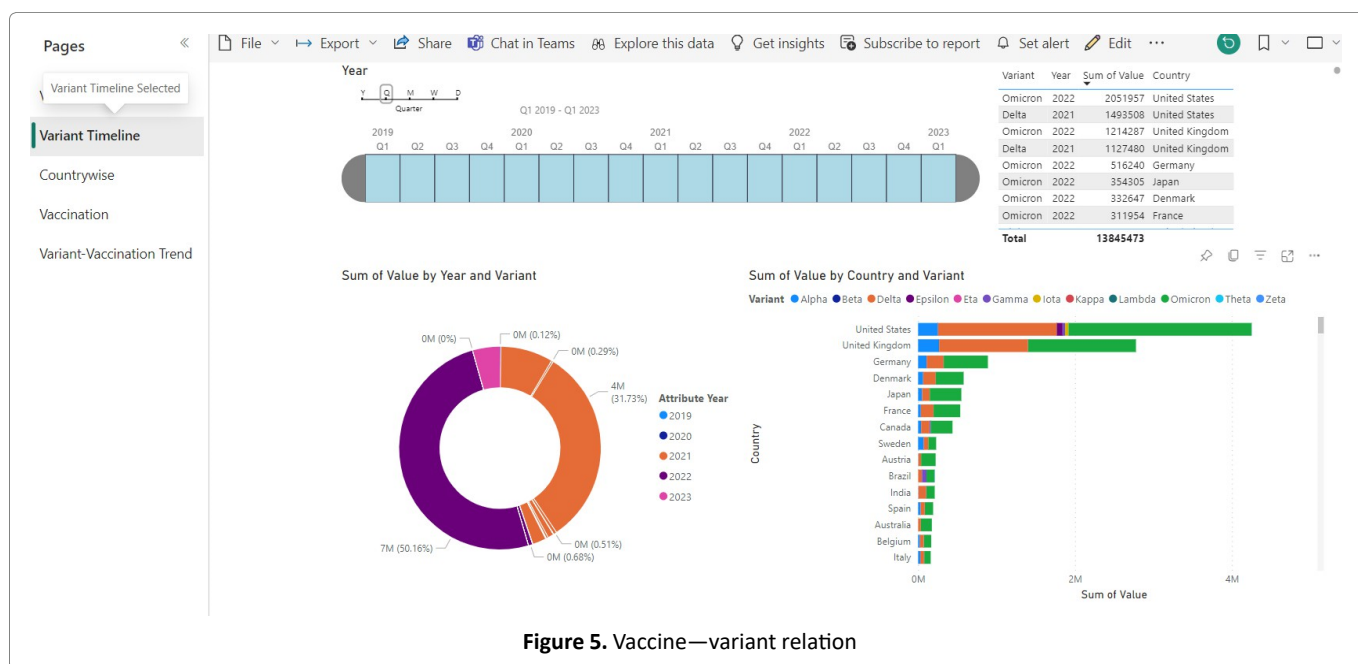 Pages
Variant Timeline Selected
Variant Timeline
Countrywise
Vaccination
Variant-Vaccination Trend
File Export Share Chat in Teams Explore this data Get insights Subscribe to report Set alert Edit ...
Year
Y Q M W D
Quarter
Q1 2019 - Q1 2023
2019 2020 2021 2022 2023
Q1 Q2 Q3 Q4 Q1 Q2 Q3 Q4 Q1 Q2 Q3 Q4 Q1 Q2 Q3 Q4 Q1
Variant Year Sum of Value Country
Omicron 2022 2051957 United States
Delta 2021 1493508 United States
Omicron 2022 1214287 United Kingdom
Delta 2021 1127480 United Kingdom
Omicron 2022 516240 Germany
Omicron 2022 354305 Japan
Omicron 2022 332647 Denmark
Omicron 2022 311954 France
Total 13845473
Sum of Value by Year and Variant
0M (0%)
0M (0.12%)
0M (0.29%)
4M
(31.73%)
0M (0.51%)
0M (0.68%)
7M (50.16%)
Attribute Year
2019
2020
2021
2022
2023
Sum of Value by Country and Variant
Variant Alpha Beta Delta Epsilon Eta Gamma Iota Kappa Lambda Omicron Theta Zeta
Country
United States
United Kingdom
Germany
Denmark
Japan
France
Canada
Sweden
Austria
Brazil
India
Spain
Australia
Belgium
Italy
0M 2M 4M
Sum of Value
Figure 5. Vaccine—variant relation